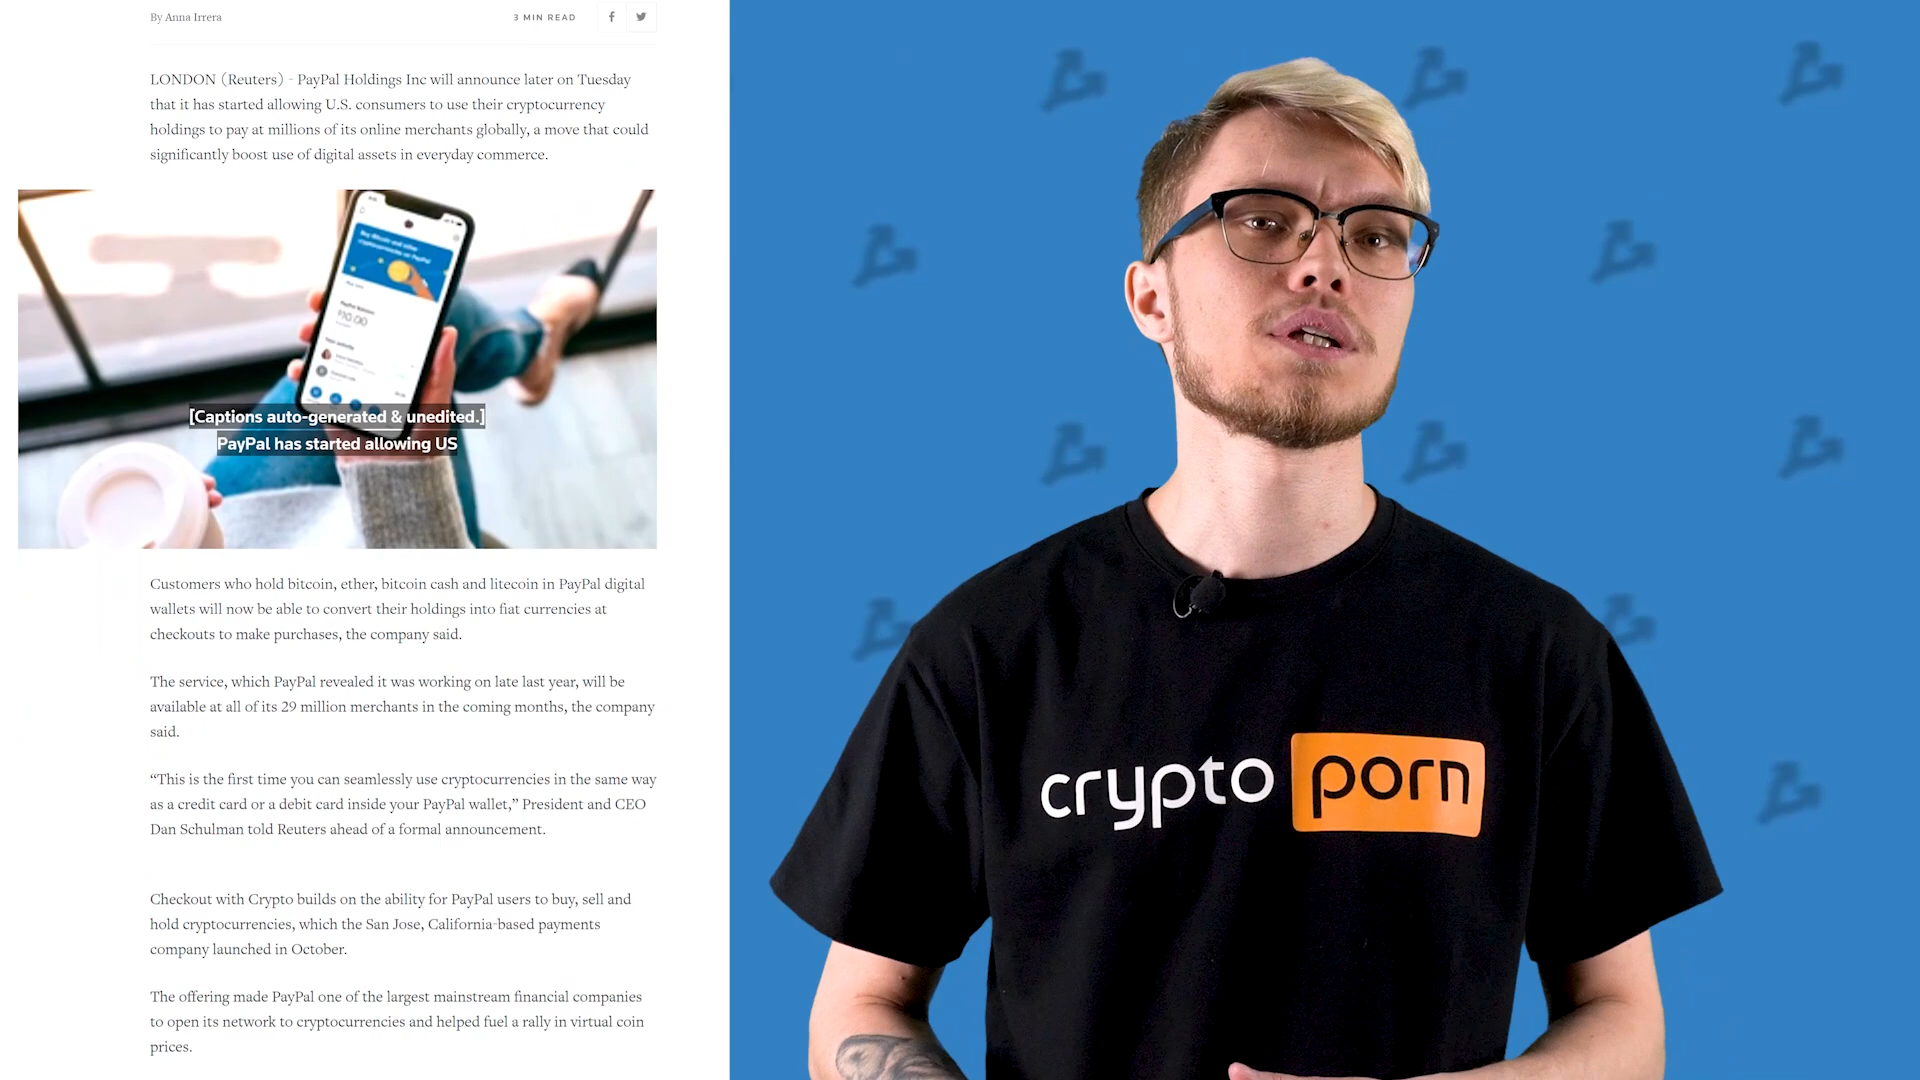 By Anna Irrera
3 MIN READ
LONDON (Reuters) - PayPal Holdings Inc will announce later on Tuesday
that it has started allowing U.S. consumers to use their cryptocurrency
holdings to pay at millions of its online merchants globally, a move that could
significantly boost use of digital assets in everyday commerce.
Buy Bitcoin and other
cryptocurrencies on PayPal
[Captions auto-generated & unedited.]
PayPal has started allowing US
Customers who hold bitcoin, ether, bitcoin cash and litecoin in PayPal digital
wallets will now be able to convert their holdings into fiat currencies at
checkouts to make purchases, the company said.
The service, which PayPal revealed it was working on late last year, will be
available at all of its 29 million merchants in the coming months, the company
said.
“This is the first time you can seamlessly use cryptocurrencies in the same way
as a credit card or a debit card inside your PayPal wallet,” President and CEO
Dan Schulman told Reuters ahead of a formal announcement.
Checkout with Crypto builds on the ability for PayPal users to buy, sell and
hold cryptocurrencies, which the San Jose, California-based payments
company launched in October.
The offering made PayPal one of the largest mainstream financial companies
to open its network to cryptocurrencies and helped fuel a rally in virtual coin
prices.
crypto porn